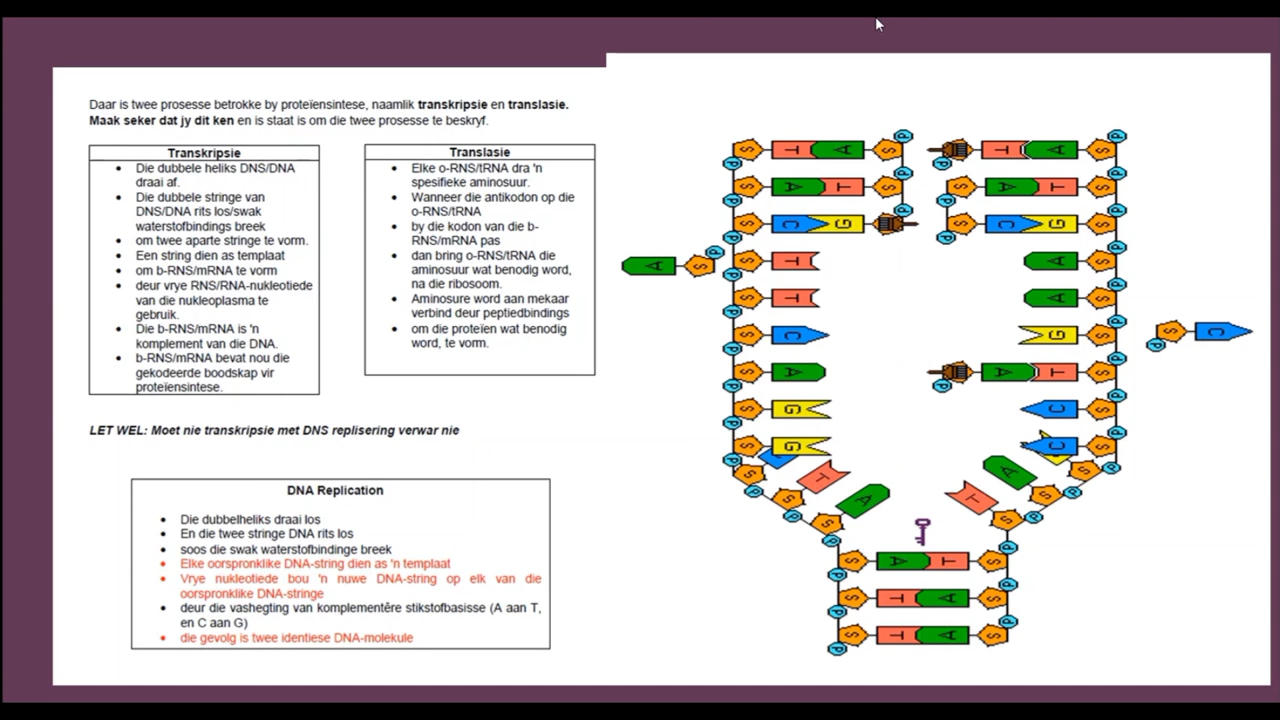 Daar is twee prosesse betrokke by proteïensintese, naamlik transkripsie en translasie.
Maak seker dat jy dit ken en is staat is om die twee prosesse te beskryf.
Transkripsie
• Die dubbele heliks DNS/DNA
draai af.
• Die dubbele stringe van
DNS/DNA rits los/swak
waterstofbindings breek
• om twee aparte stringe te vorm.
• Een string dien as templaat
• om b-RNS/mRNA te vorm
• deur vrye RNS/RNA-nukleotiede
van die nukleoplasma te
gebruik.
• Die b-RNS/mRNA is 'n
komplement van die DNA.
• b-RNS/mRNA bevat nou die
gekodeerde boodskap vir
proteïensintese.
Translasie
• Elke o-RNS/tRNA dra 'n
spesifieke aminosuur.
• Wanneer die antikodon op die
o-RNS/tRNA
• by die kodon van die b-
RNS/mRNA pas
• dan bring o-RNS/tRNA die
aminosuur wat benodig word,
na die ribosoom.
• Aminosure word aan mekaar
verbind deur peptiedbindings
• om die proteïen wat benodig
word, te vorm.
LET WEL: Moet nie transkripsie met DNS replisering verwar nie
DNA Replication
• Die dubbelheliks draai los
• En die twee stringe DNA rits los
• soos die swak waterstofbindinge breek
• Elke oorspronklike DNA-string dien as 'n templaat
• Vrye nukleotiede bou 'n nuwe DNA-string op elk van die
oorspronklike DNA-stringe
• deur die vashegting van komplementêre stikstofbasisse (A aan T,
en C aan G)
• die gevolg is twee identiese DNA-molekule
S T A S P
S T A S P
P S A T S P
S A T S P
P S C G P
S C G S P
A S P
P S T
A S P
P S T
A S P
P S C
G S P
S C
P
P S A
S A T S P
P S G
C S P
P S G
C S P
S T A
A T S
P S A T S P
P S T A S P
P S T A S P